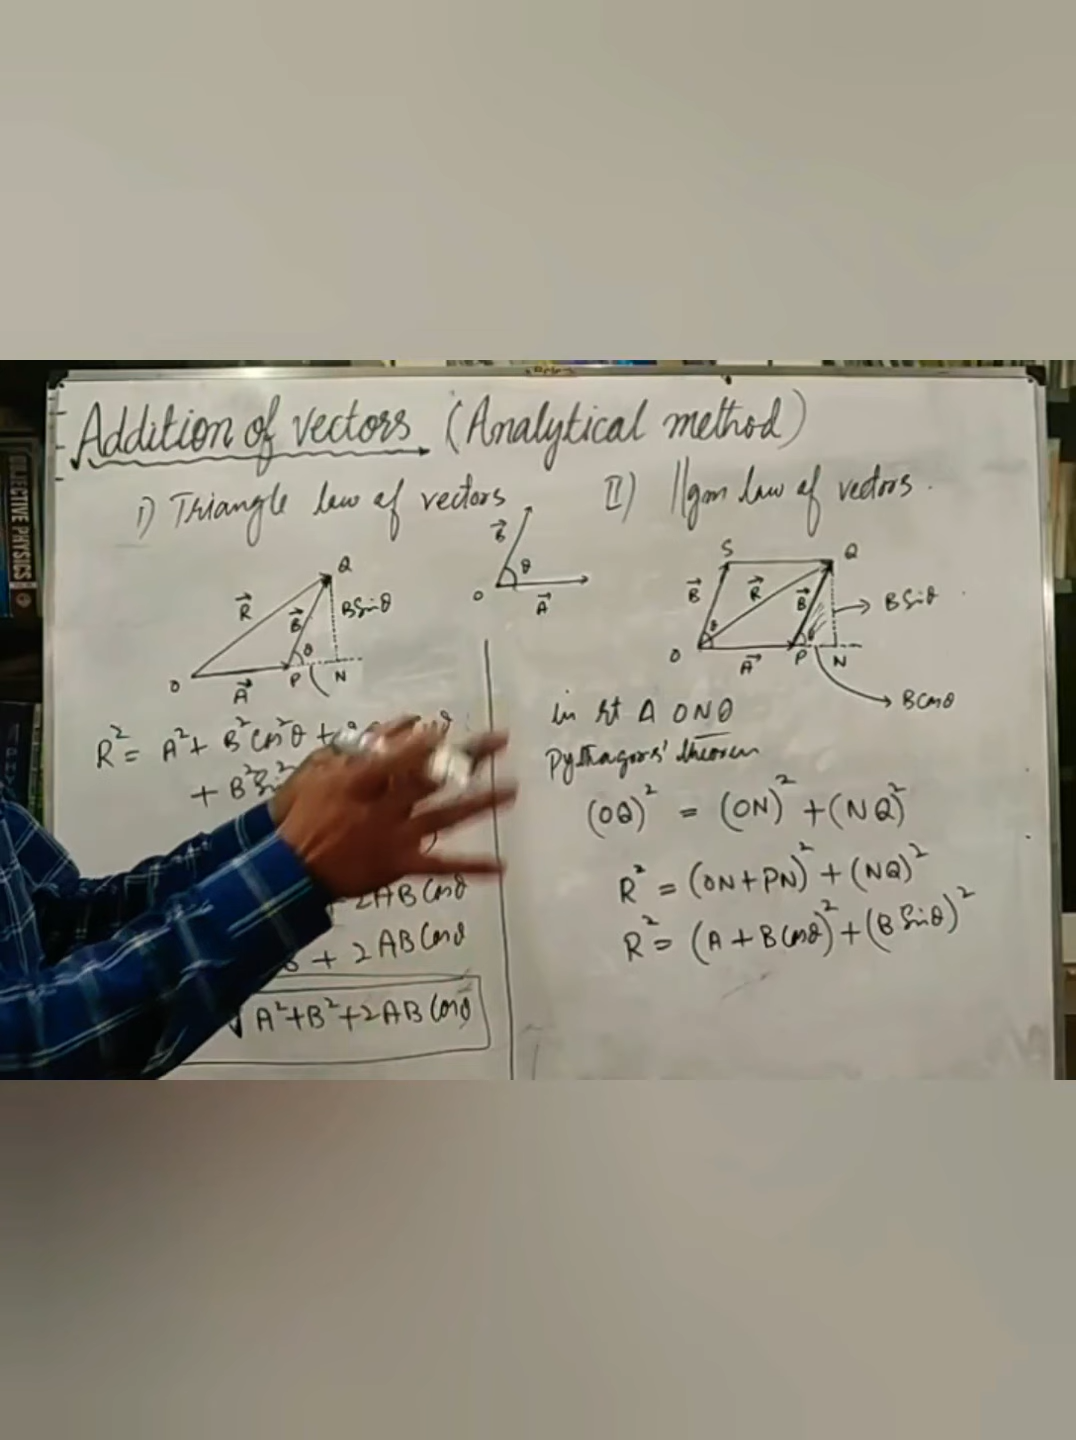 Addition of vectors (Analytical method)
I) Triangle law of vectors
B⃗
θ
O
A⃗
Q
R⃗
B⃗
BSinθ
θ
O
A⃗
P
N
R² = A² + B²Cos²θ +
+ B²Sin²
+ 2ABCosθ
+ 2ABCosθ
√A²+B²+2ABCosθ
II) ||gm law of vectors.
S
Q
B⃗
R⃗
B⃗
BSinθ
θ
O
A⃗
P
N
BCosθ
in rt Δ ONQ
Pythagors' theorem
(OQ)² = (ON)² + (NQ)²
R² = (ON+PN)² + (NQ)²
R² = (A + BCosθ)² + (BSinθ)²
OBJECTIVE PHYSICS